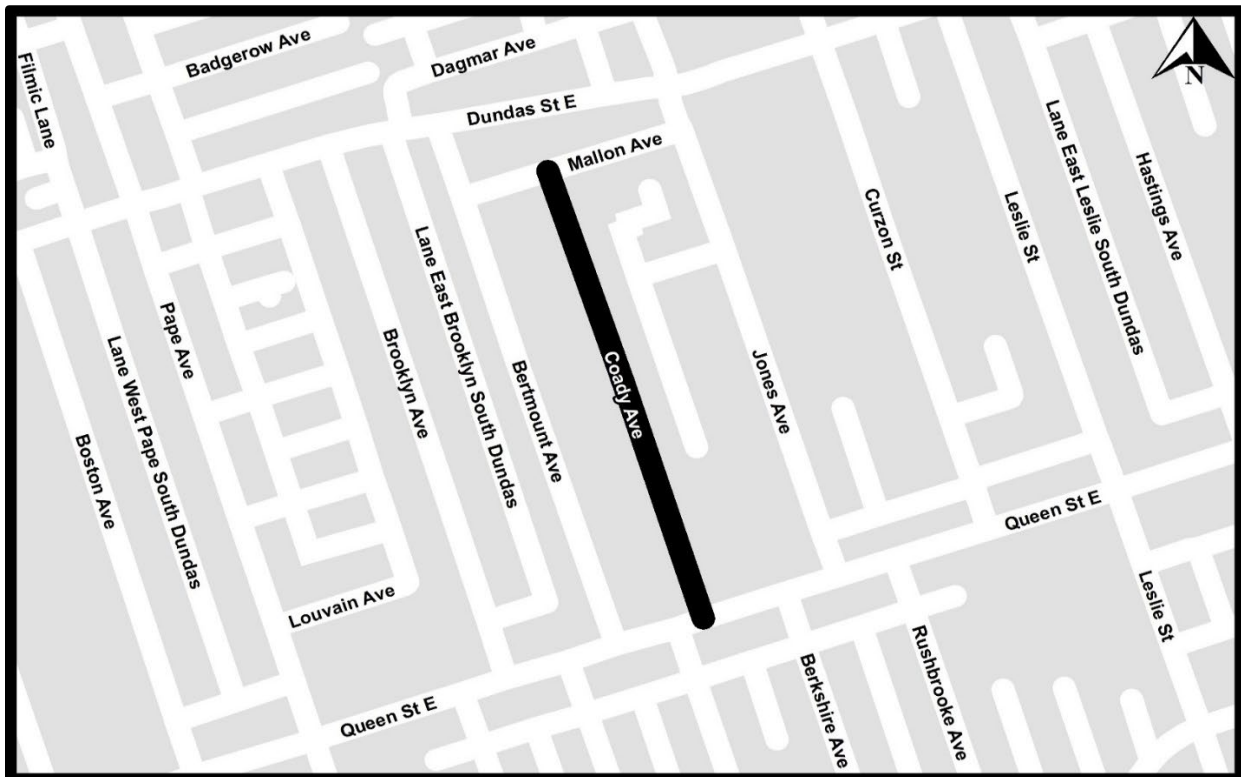 Filmic Lane
Badgerow Ave
Dagmar Ave
Dundas St E
Mallon Ave
N
Curzon St
Leslie St
Lane East Leslie South Dundas
Hastings Ave
Boston Ave
Lane West Pape South Dundas
Pape Ave
Brooklyn Ave
Lane East Brooklyn South Dundas
Bertmount Ave
Coady Ave
Jones Ave
Queen St E
Louvain Ave
Queen St E
Berkshire Ave
Rushbrooke Ave
Leslie St